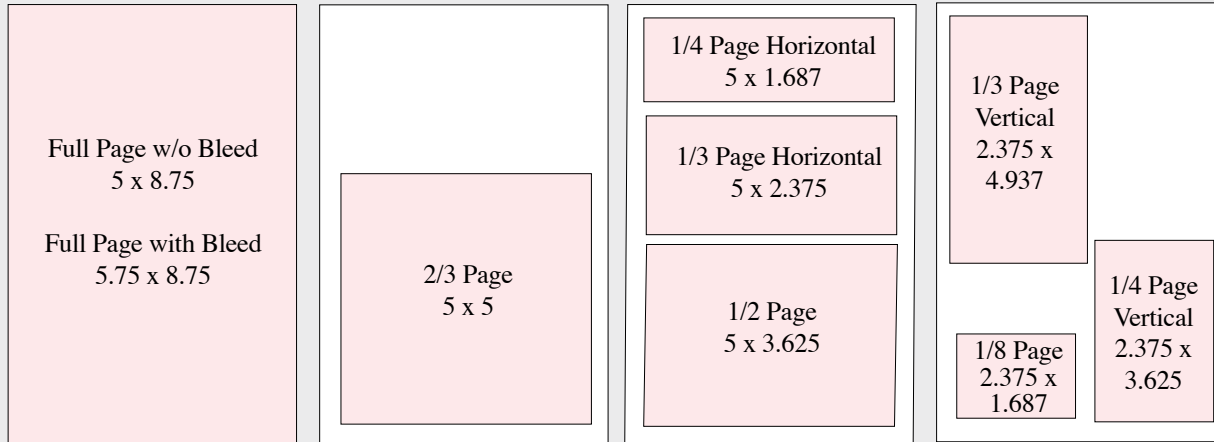 Full Page w/o Bleed
5 x 8.75
Full Page with Bleed
5.75 x 8.75
2/3 Page
5 x 5
1/4 Page Horizontal
5 x 1.687
1/3 Page Horizontal
5 x 2.375
1/2 Page
5 x 3.625
1/3 Page
Vertical
2.375 x
4.937
1/8 Page
2.375 x
1.687
1/4 Page
Vertical
2.375 x
3.625